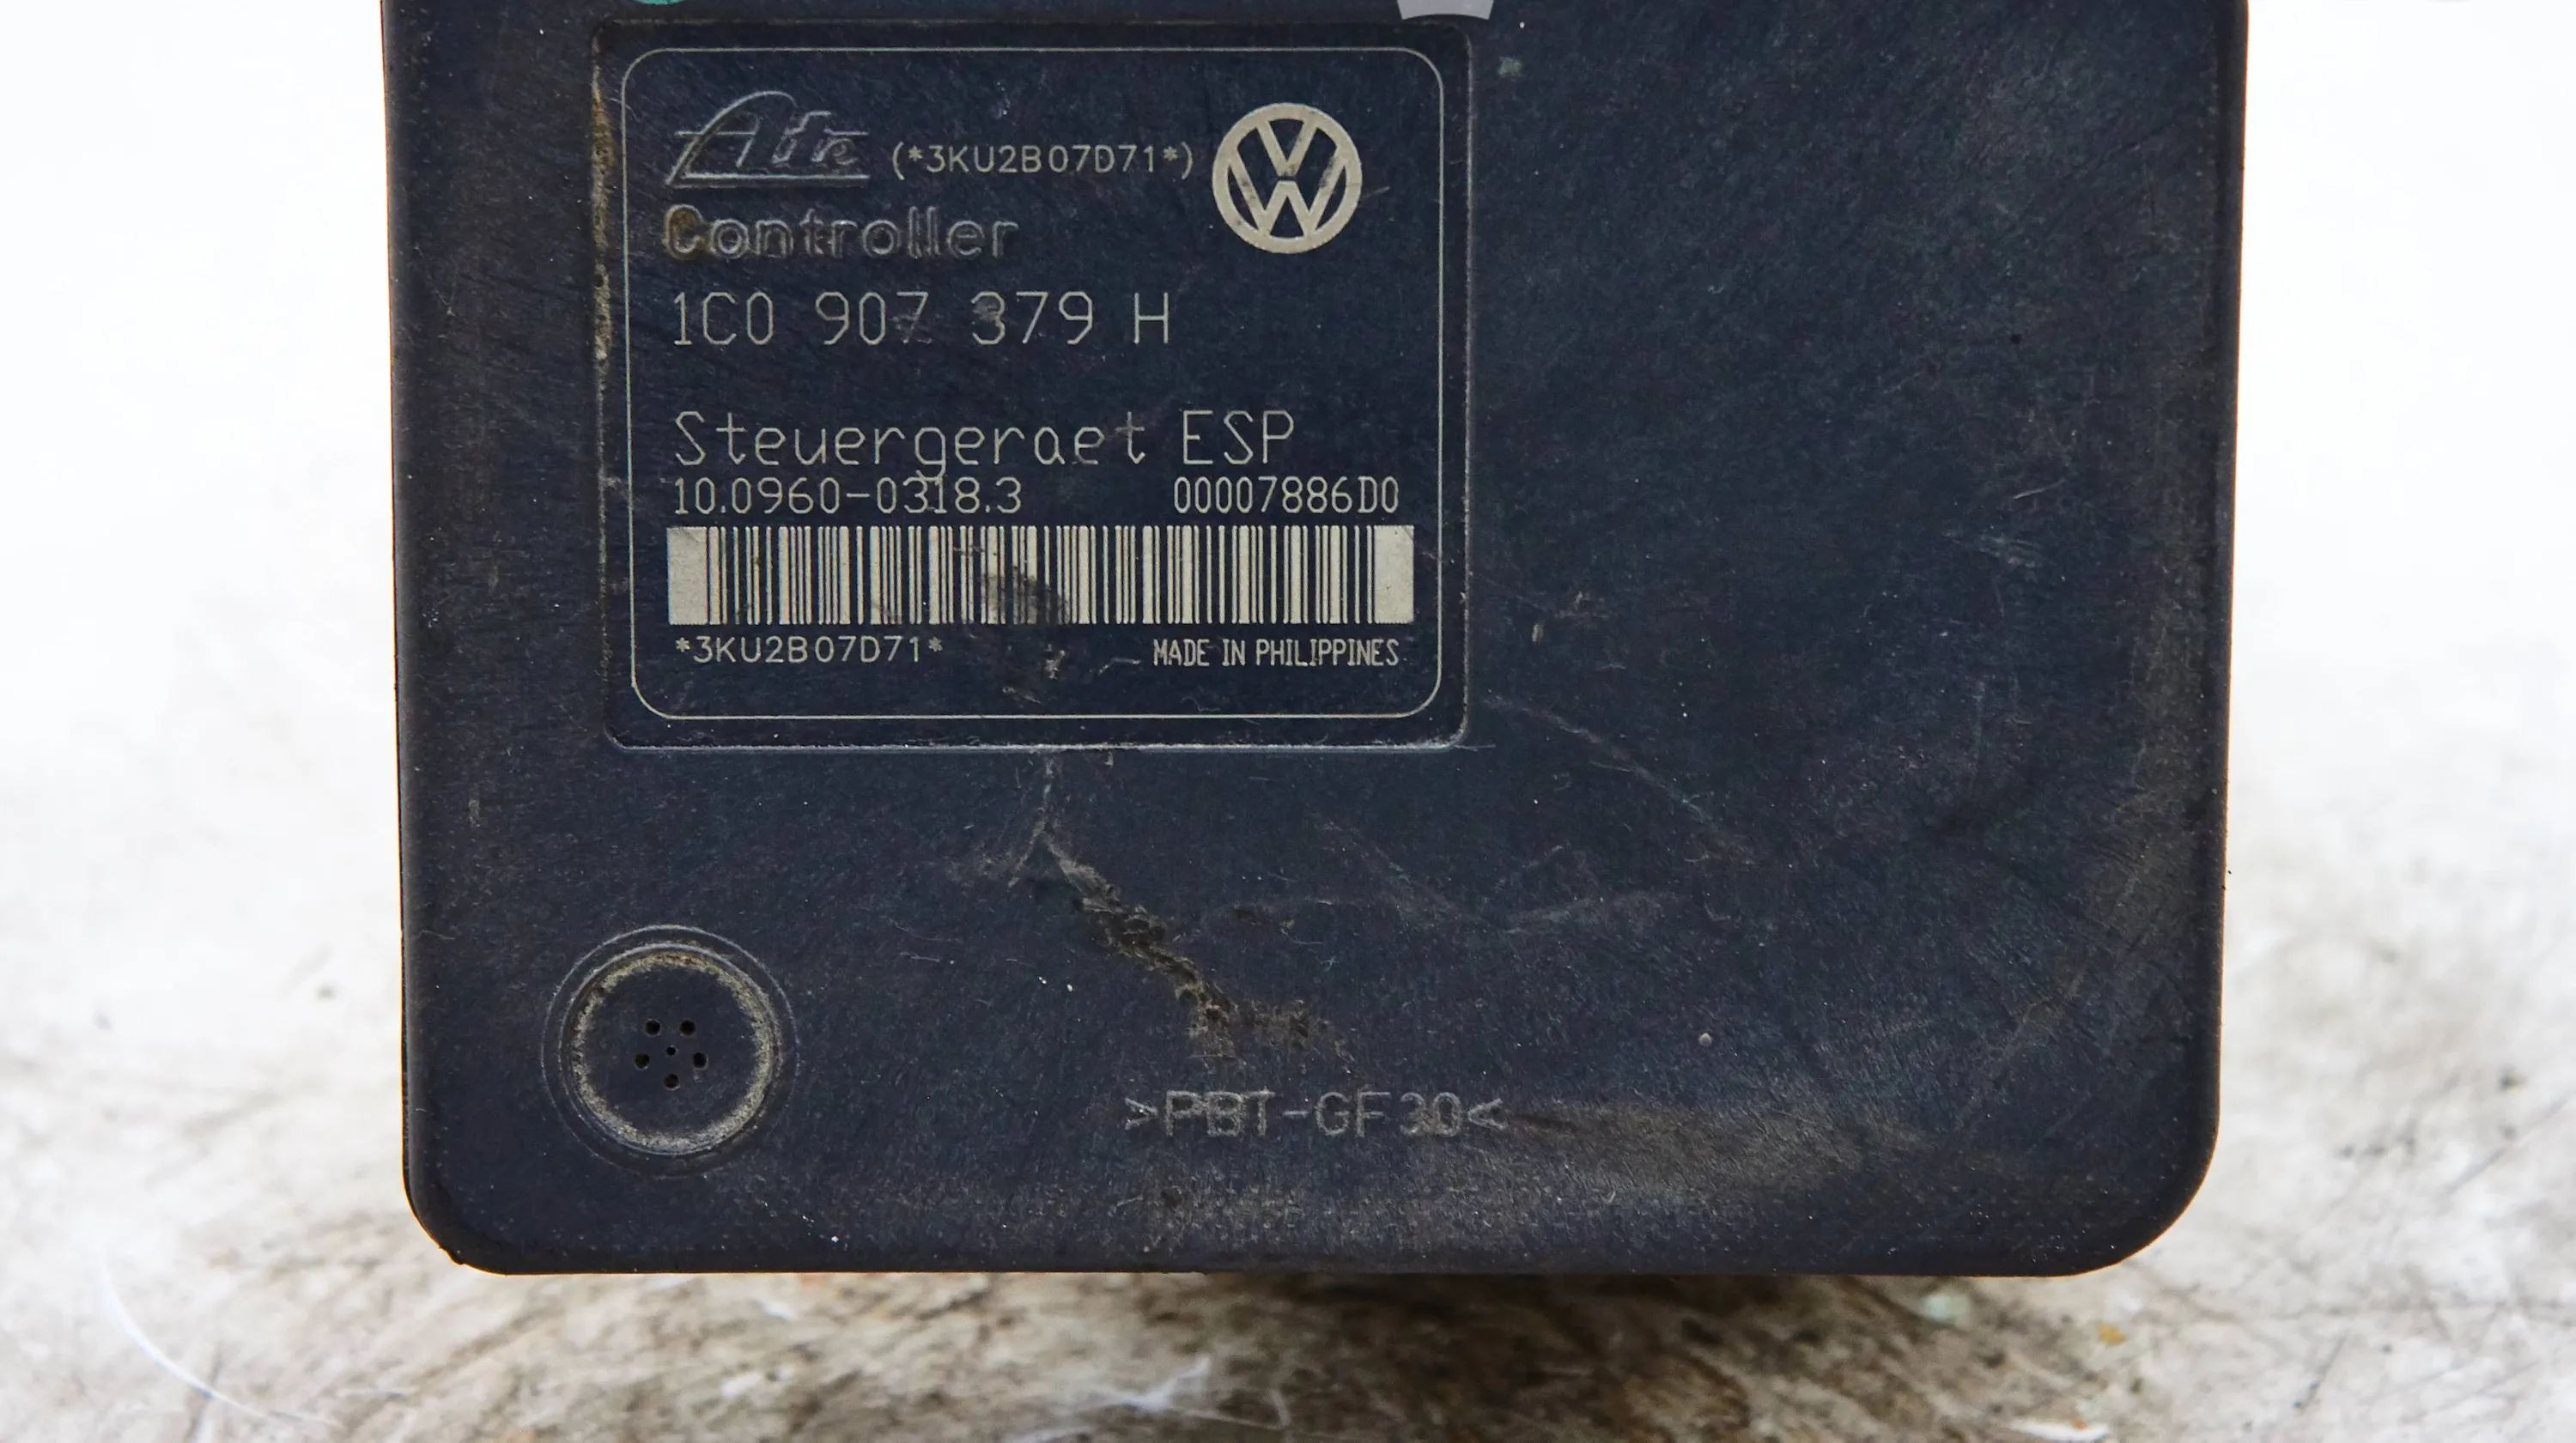 Ate (*3KU2B07D71*)
Controller
1C0 907 379 H
Steuergeraet ESP
10.0960-0318.3 00007886D0
*3KU2B07D71* MADE IN PHILIPPINES
>PBT-GF30<